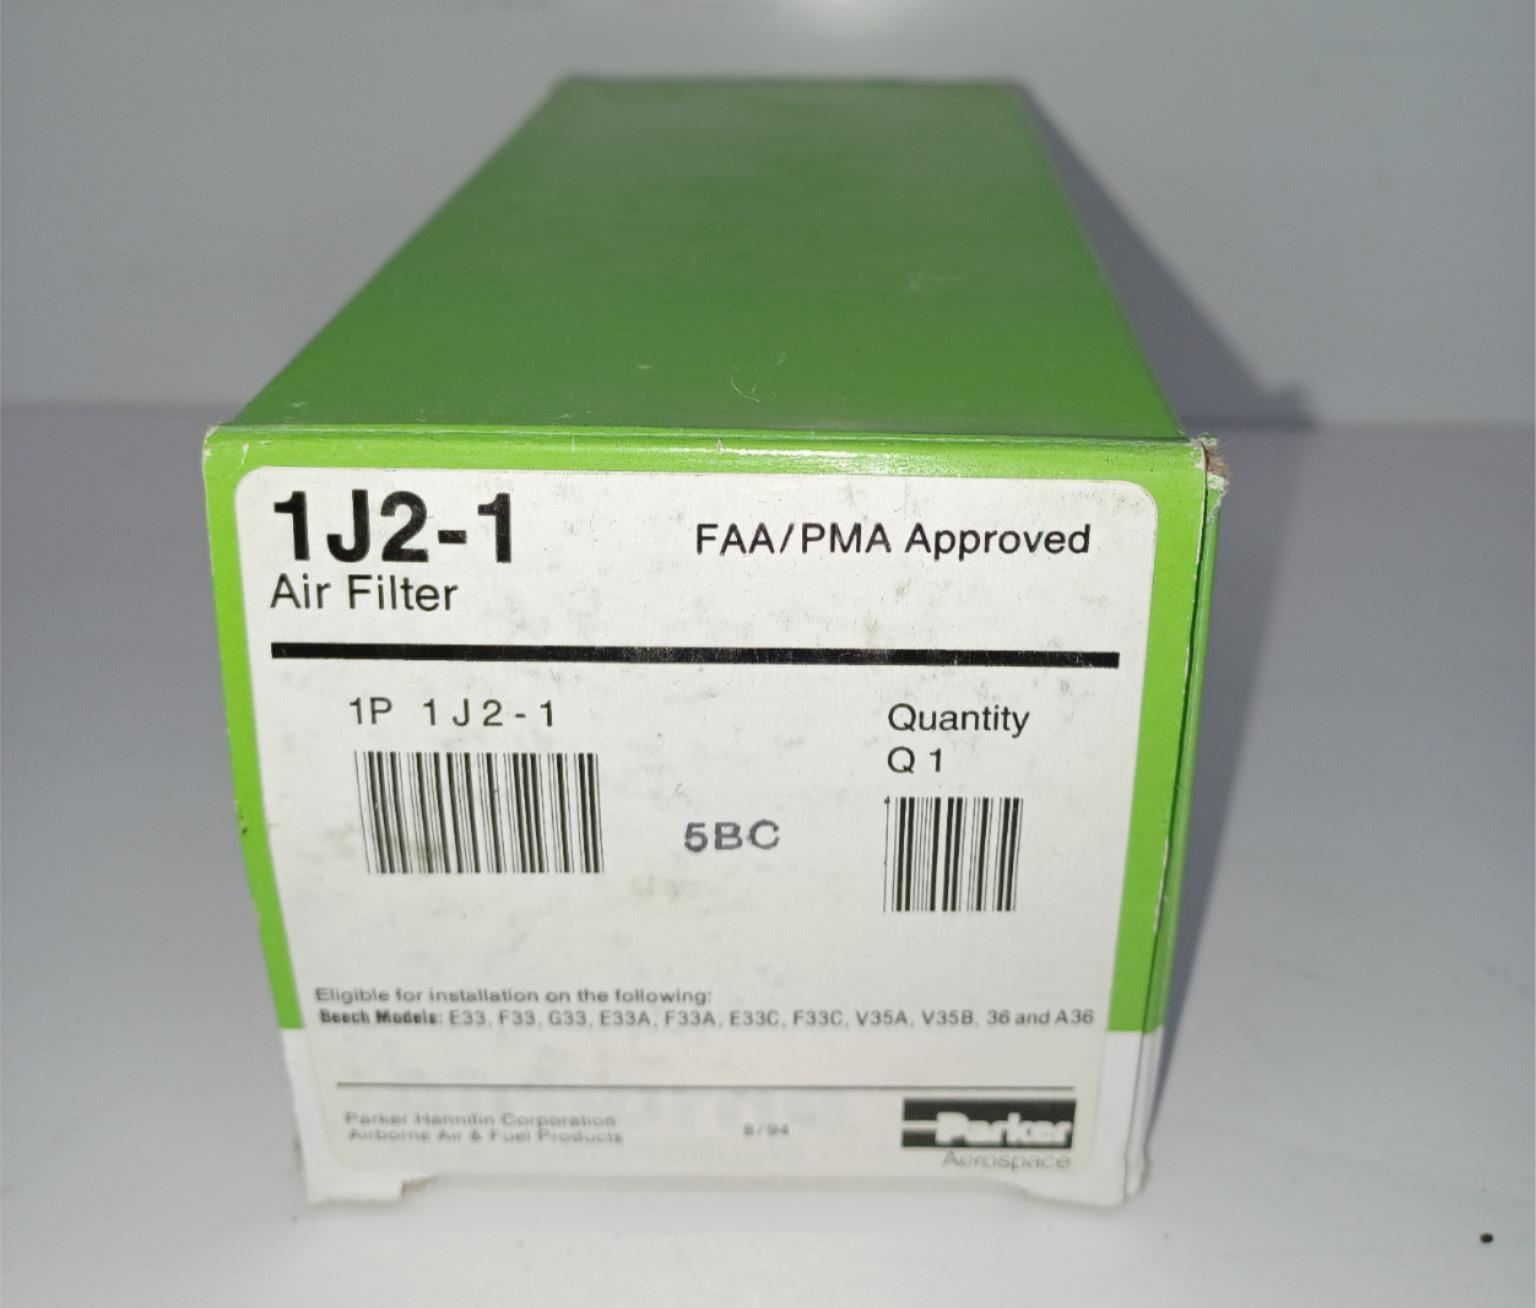 1J2-1
FAA/PMA Approved
Air Filter
1P 1J2-1
Quantity
Q 1
5BC
Eligible for installation on the following:
Beech Models: E33, F33, G33, E33A, F33A, E33C, F33C, V35A, V35B, 36 and A36
Parker Hannifin Corporation
Airborne Air & Fuel Products
8/94
Parker
Aerospace